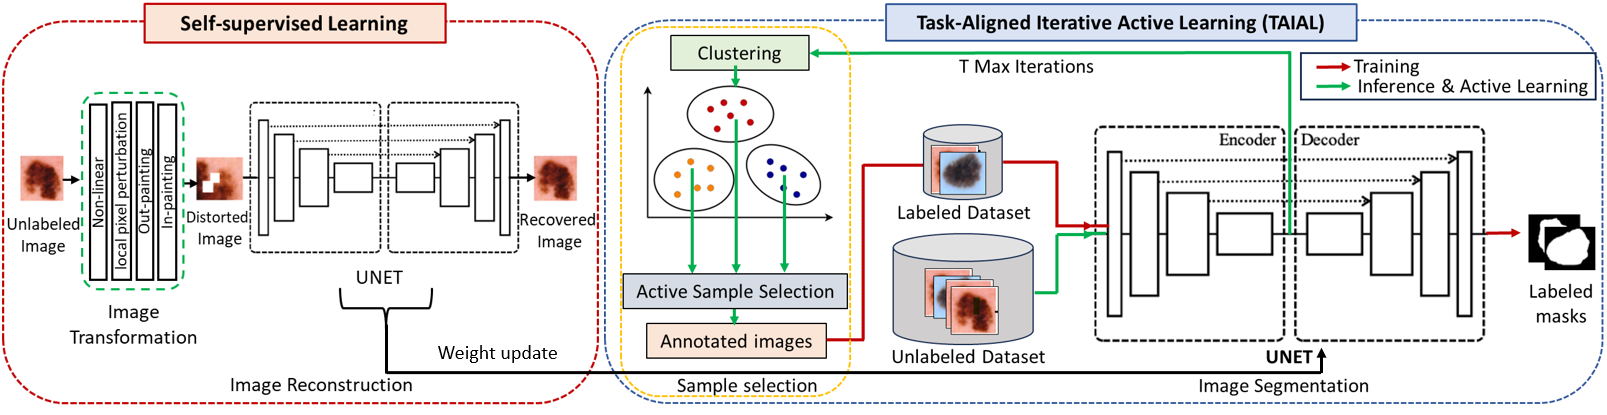 Self-supervised Learning
Unlabeled
Image
Non-linear
local pixel perturbation
Out-painting
In-painting
Image
Transformation
Distorted
Image
UNET
Recovered
Image
Weight update
Image Reconstruction
Task-Aligned Iterative Active Learning (TAIAL)
Clustering
T Max Iterations
Training
Inference & Active Learning
Active Sample Selection
Annotated images
Sample selection
Labeled Dataset
Unlabeled Dataset
Encoder
Decoder
UNET
Image Segmentation
Labeled
masks